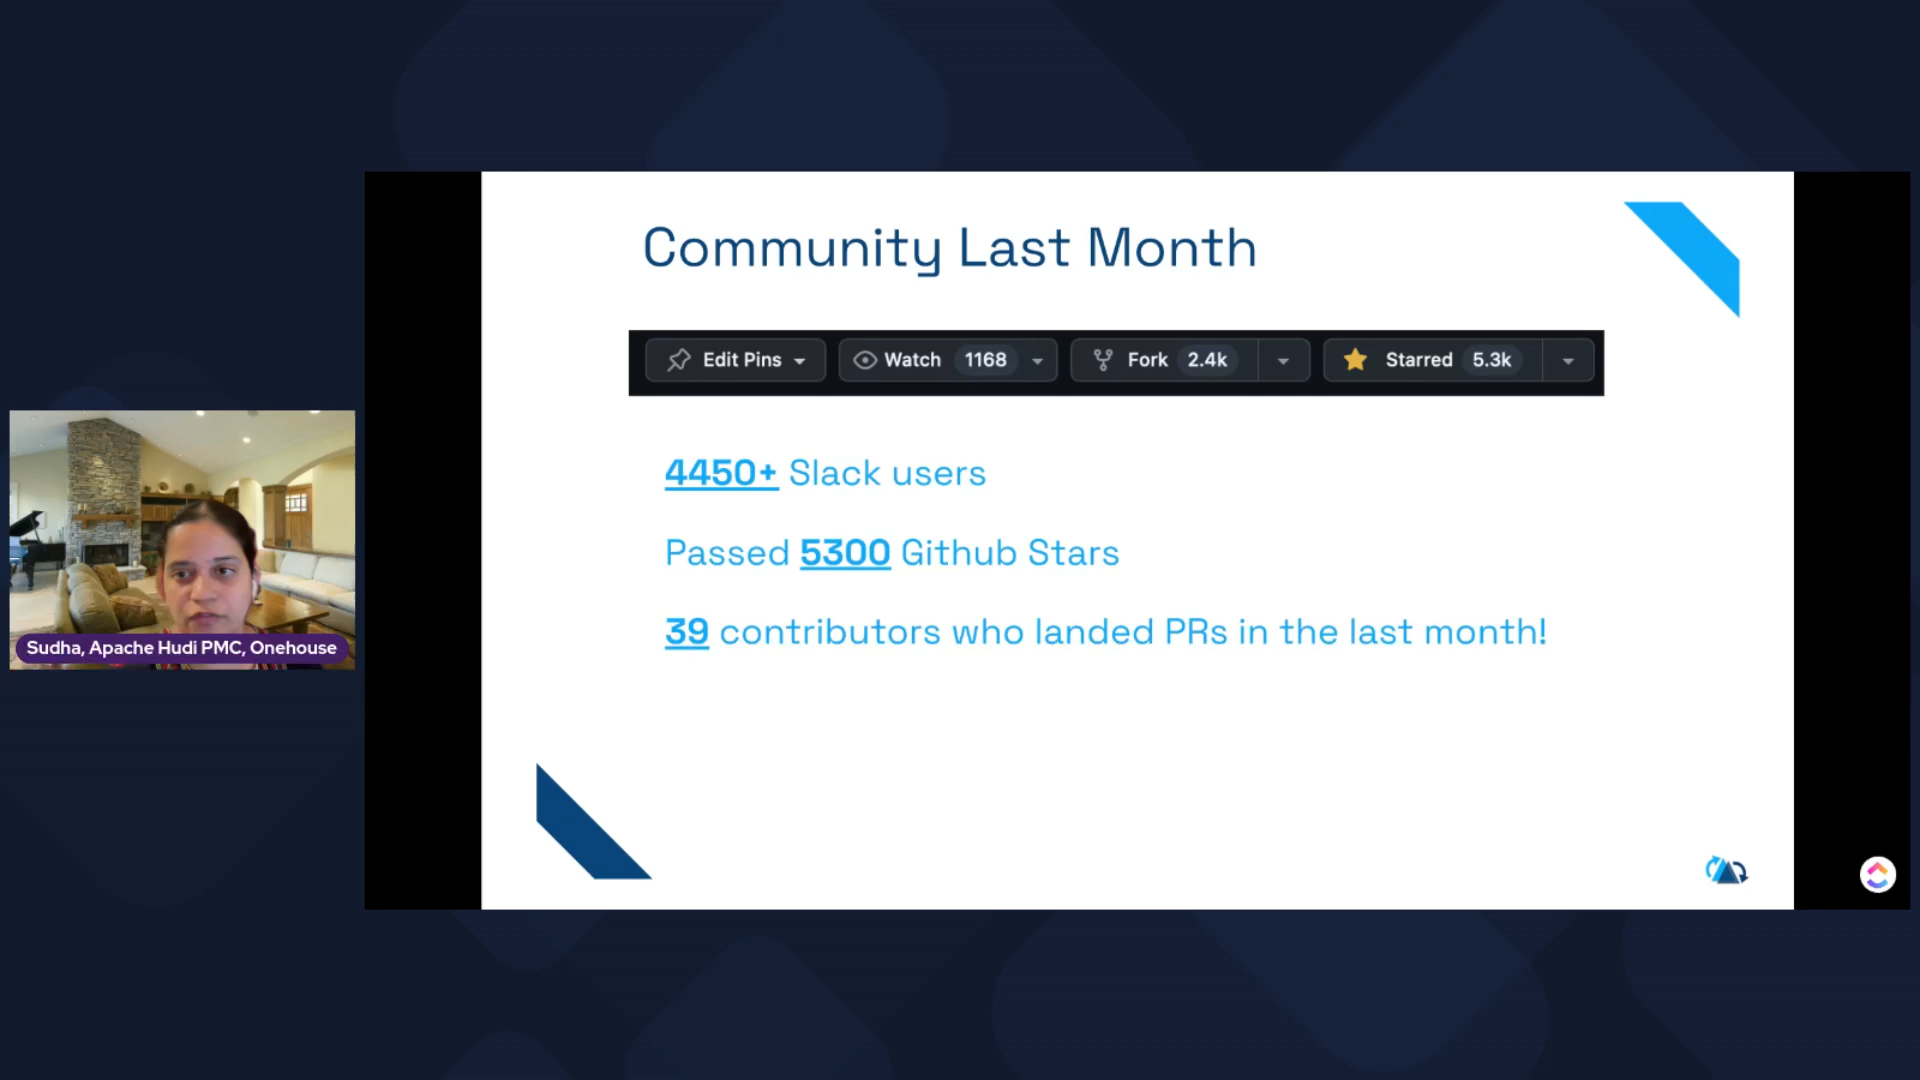 Community Last Month
Edit Pins Watch 1168 Fork 2.4k Starred 5.3k
4450+ Slack users
Passed 5300 Github Stars
39 contributors who landed PRs in the last month!
Sudha, Apache Hudi PMC, Onehouse